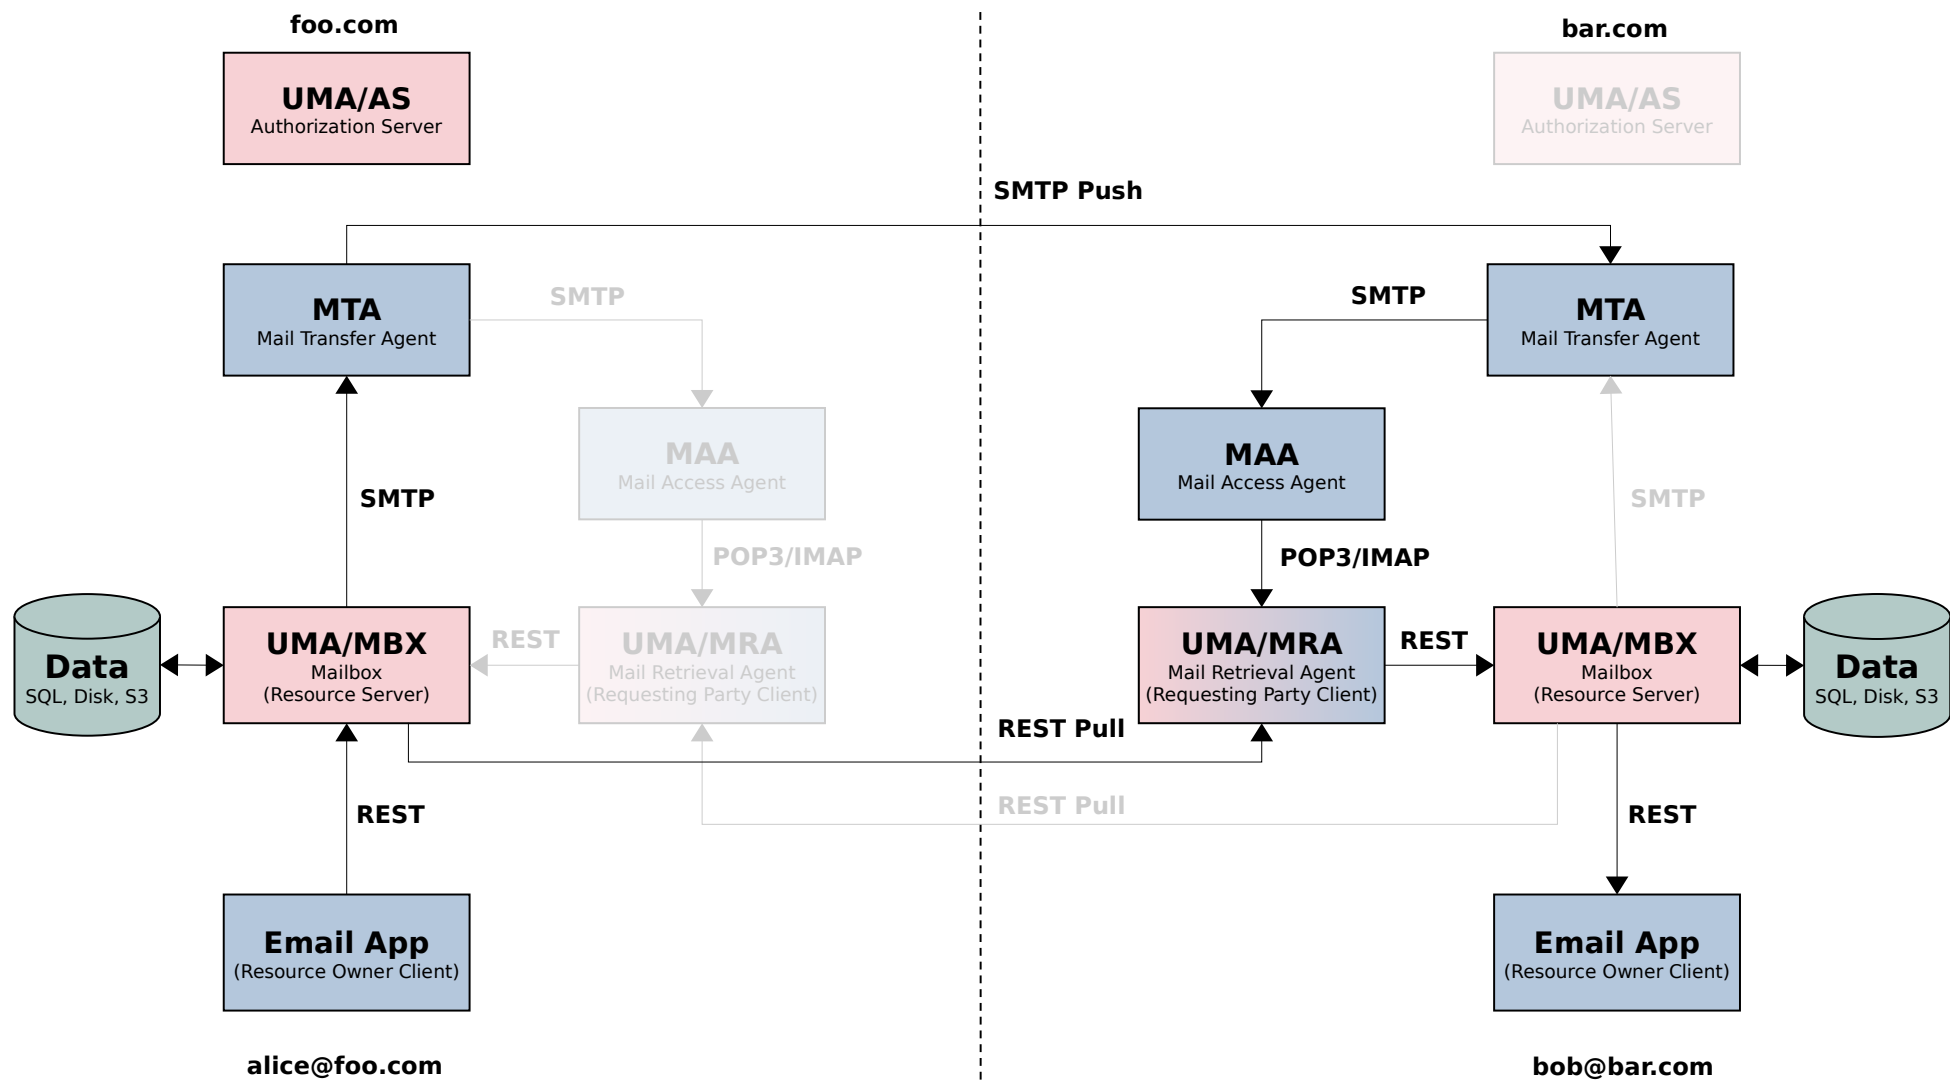 foo.com
bar.com
UMA/AS
Authorization Server
UMA/AS
Authorization Server
SMTP Push
MTA
Mail Transfer Agent
SMTP
SMTP
MTA
Mail Transfer Agent
MAA
Mail Access Agent
MAA
Mail Access Agent
SMTP
SMTP
POP3/IMAP
POP3/IMAP
Data
SQL, Disk, S3
UMA/MBX
Mailbox
(Resource Server)
REST
UMA/MRA
Mail Retrieval Agent
(Requesting Party Client)
UMA/MRA
Mail Retrieval Agent
(Requesting Party Client)
REST
UMA/MBX
Mailbox
(Resource Server)
Data
SQL, Disk, S3
REST Pull
REST Pull
REST
REST
Email App
(Resource Owner Client)
Email App
(Resource Owner Client)
alice@foo.com
bob@bar.com